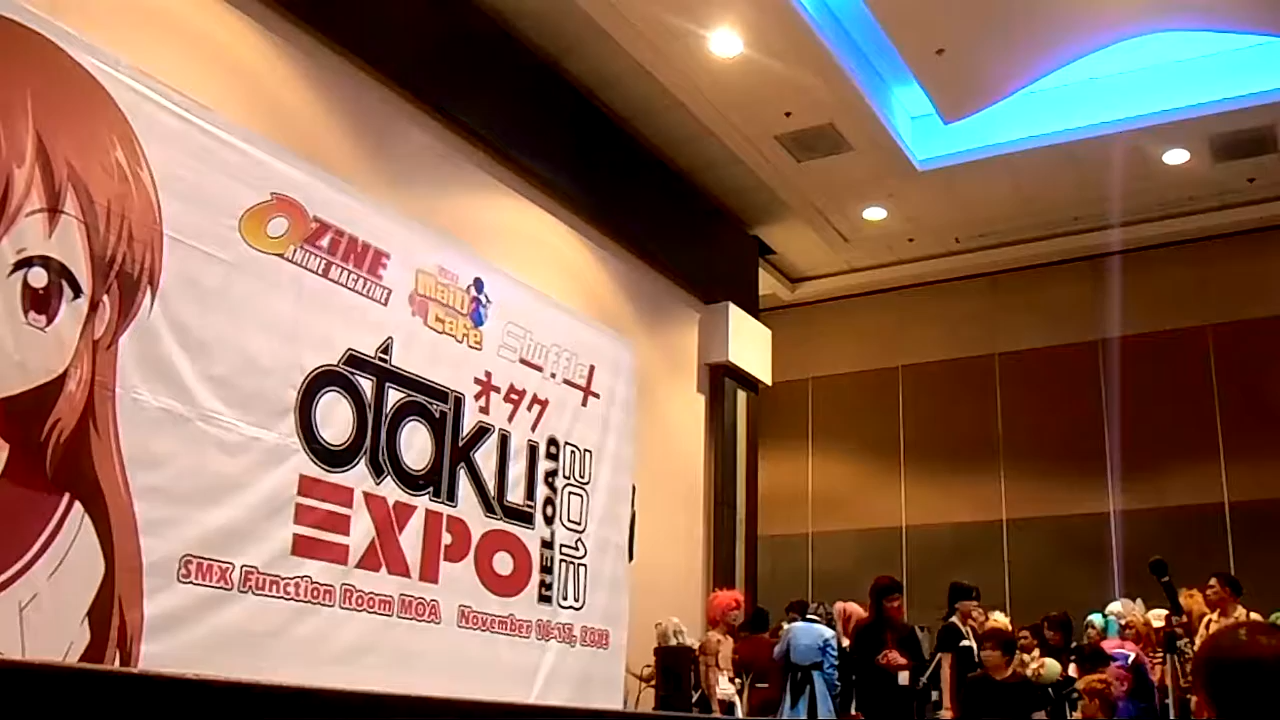 OZiNE
ANIME MAGAZINE
MaiD
Cafe
Shuffle+
オタク
OtaKU
EXPO
RELOAD
2013
SMX Function Room MOA November 16-17, 2013